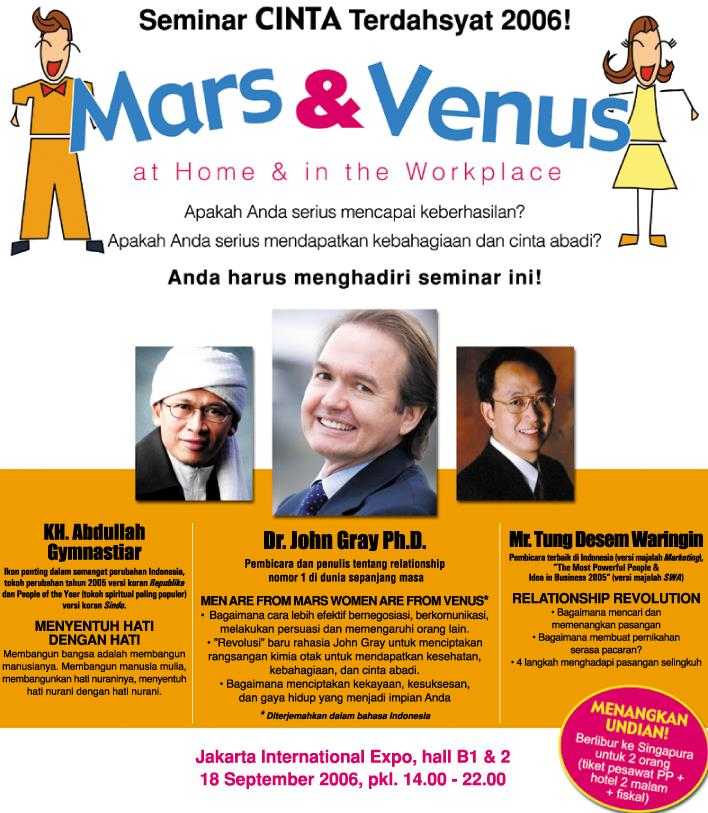 Seminar CINTA Terdahsyat 2006!
Mars & Venus
at Home & in the Workplace
Apakah Anda serius mencapai keberhasilan?
Apakah Anda serius mendapatkan kebahagiaan dan cinta abadi?
Anda harus menghadiri seminar ini!
KH. Abdullah
Gymnastiar
Ikon penting dalam semangat perubahan Indonesia,
tokoh perubahan tahun 2005 versi koran Republika
dan People of the Year (tokoh spiritual paling populer)
versi koran Sindo.
MENYENTUH HATI
DENGAN HATI
Membangun bangsa adalah membangun
manusianya. Membangun manusia mulia,
membangunkan hati nuraninya, menyentuh
hati nurani dengan hati nurani.
Dr. John Gray Ph.D.
Pembicara dan penulis tentang relationship
nomor 1 di dunia sepanjang masa
MEN ARE FROM MARS WOMEN ARE FROM VENUS*
• Bagaimana cara lebih efektif bernegosiasi, berkomunikasi,
melakukan persuasi dan memengaruhi orang lain.
• "Revolusi" baru rahasia John Gray untuk menciptakan
rangsangan kimia otak untuk mendapatkan kesehatan,
kebahagiaan, dan cinta abadi.
• Bagaimana menciptakan kekayaan, kesuksesan,
dan gaya hidup yang menjadi impian Anda
* Diterjemahkan dalam bahasa Indonesia
Mr. Tung Desem Waringin
Pembicara terbaik di Indonesia (versi majalah Marketing),
"The Most Powerful People &
Idea in Business 2005" (versi majalah SWA)
RELATIONSHIP REVOLUTION
• Bagaimana mencari dan
memenangkan pasangan
• Bagaimana membuat pernikahan
serasa pacaran?
• 4 langkah menghadapi pasangan selingkuh
Jakarta International Expo, hall B1 & 2
18 September 2006, pkl. 14.00 - 22.00
MENANGKAN
UNDIAN!
Berlibur ke Singapura
untuk 2 orang
(tiket pesawat PP +
hotel 2 malam
+ fiskal)